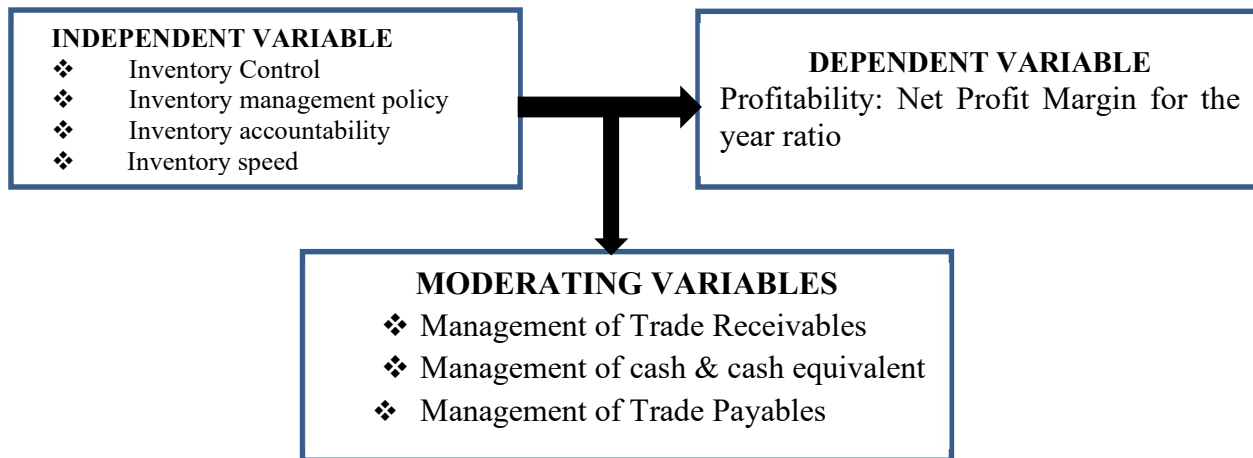 INDEPENDENT VARIABLE
❖ Inventory Control
❖ Inventory management policy
❖ Inventory accountability
❖ Inventory speed
DEPENDENT VARIABLE
Profitability: Net Profit Margin for the
year ratio
MODERATING VARIABLES
❖ Management of Trade Receivables
❖ Management of cash & cash equivalent
❖ Management of Trade Payables